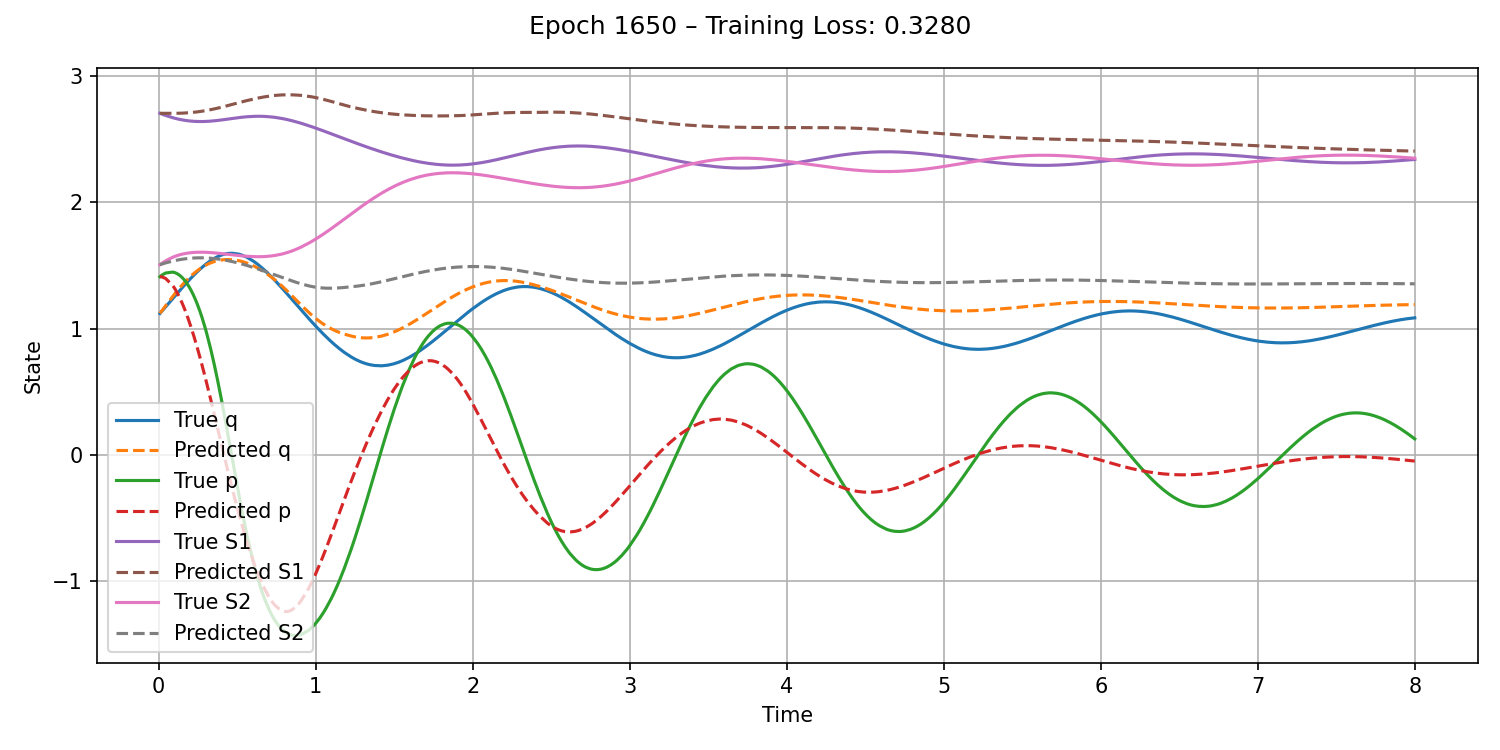 Epoch 1650 – Training Loss: 0.3280
3
2
1
0
−1
State
True q
Predicted q
True p
Predicted p
True S1
Predicted S1
True S2
Predicted S2
0 1 2 3 4 5 6 7 8
Time